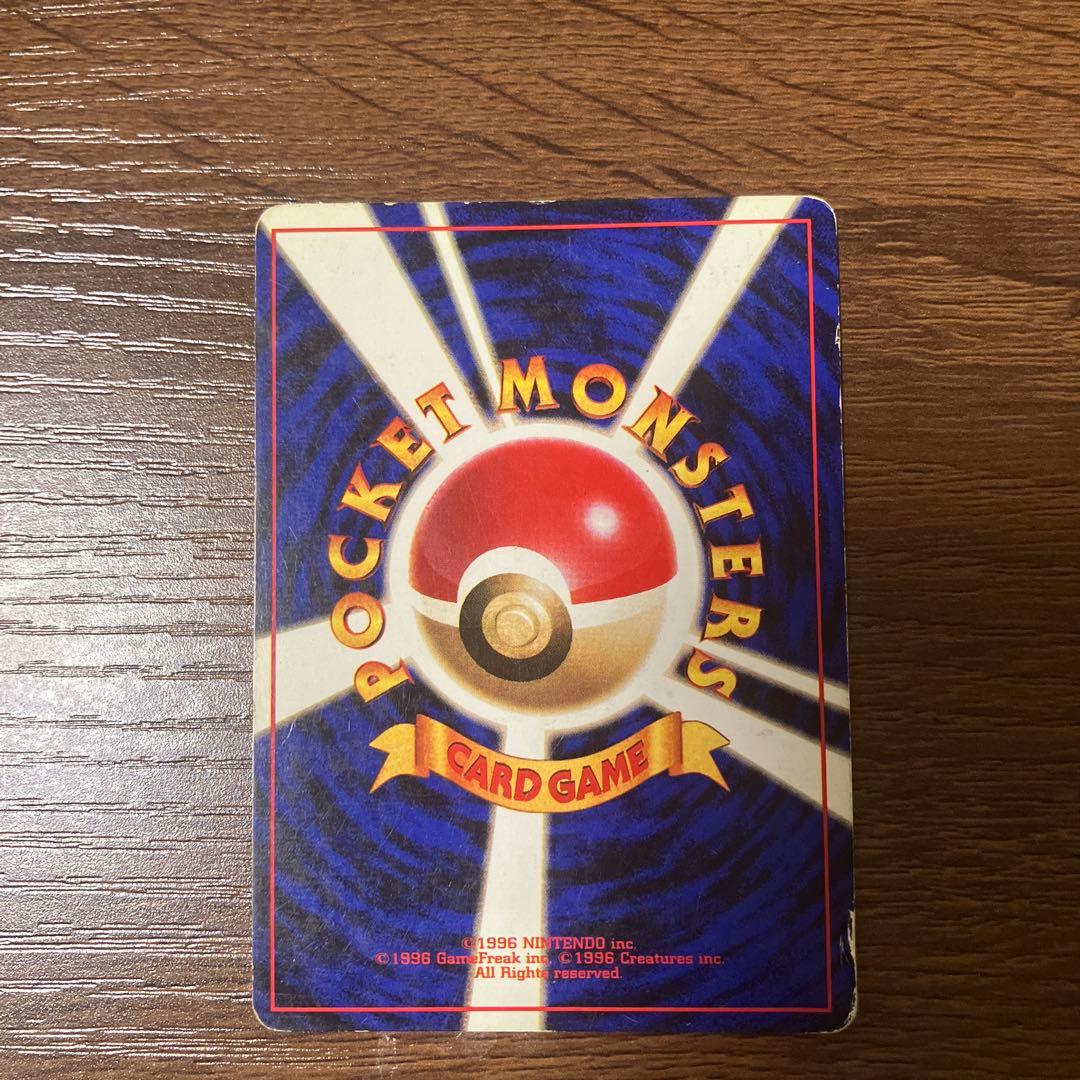 POCKET MONSTERS
CARD GAME
©1996 NINTENDO inc.
©1996 GameFreak inc. ©1996 Creatures inc.
All Rights reserved.